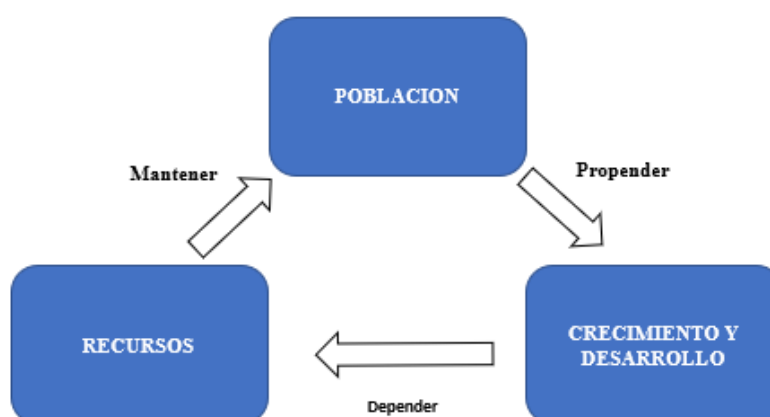 POBLACION
Mantener
Propender
RECURSOS
CRECIMIENTO Y
DESARROLLO
Depender